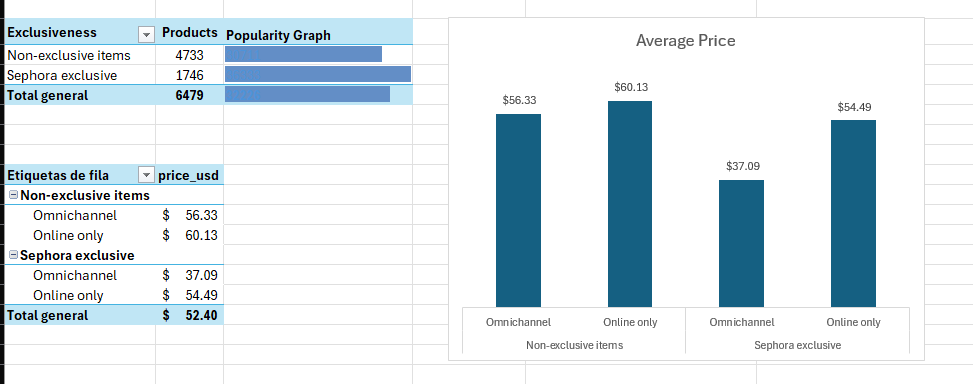 Exclusiveness Products Popularity Graph
Non-exclusive items 4733
Sephora exclusive 1746
Total general 6479
Etiquetas de fila price_usd
Non-exclusive items
Omnichannel $ 56.33
Online only $ 60.13
Sephora exclusive
Omnichannel $ 37.09
Online only $ 54.49
Total general $ 52.40
Average Price
$56.33 $60.13 $37.09 $54.49
Omnichannel Online only Omnichannel Online only
Non-exclusive items Sephora exclusive